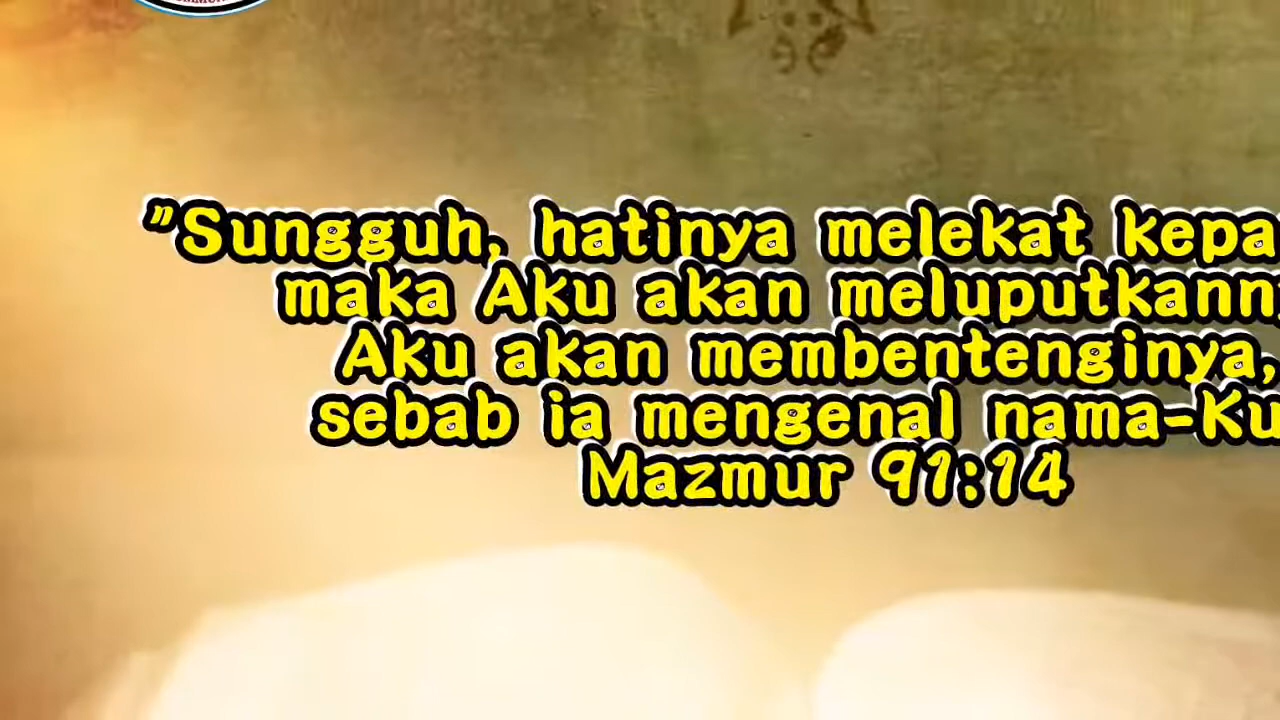 "Sungguh, hatinya melekat kepa
maka Aku akan meluputkann
Aku akan membentenginya,
sebab ia mengenal nama-Ku
Mazmur 91:14